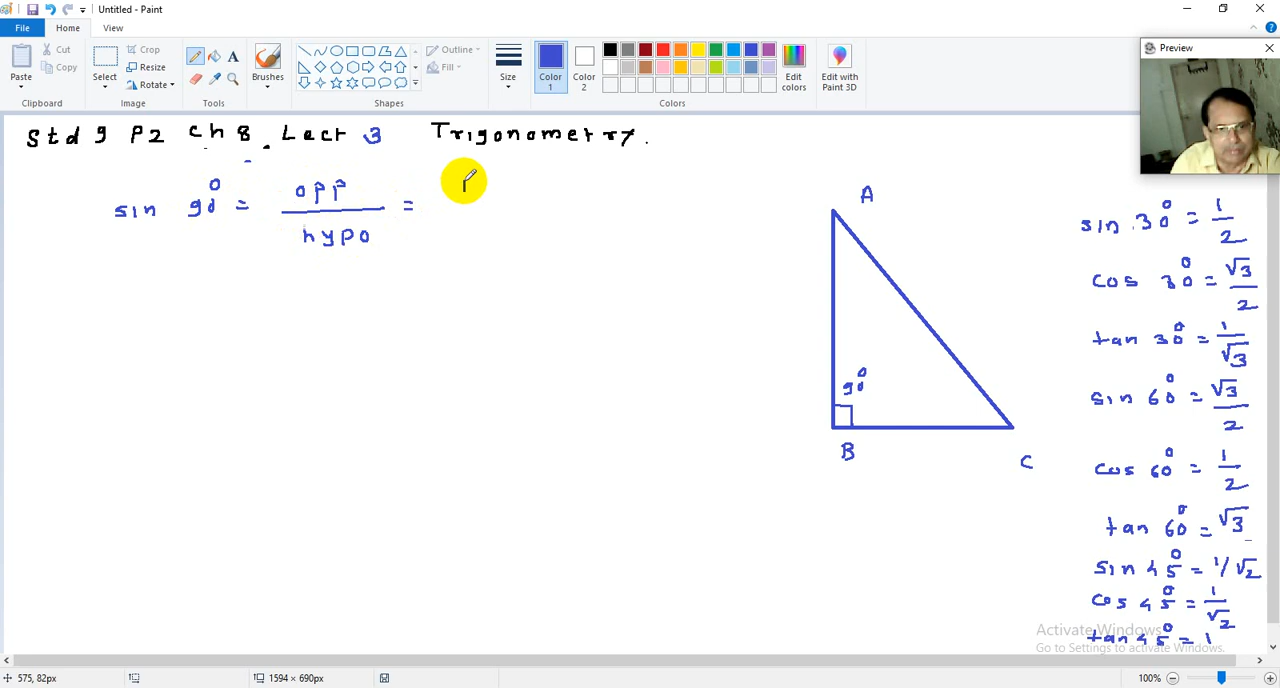 Untitled - Paint
File Home View
Paste Cut Copy Clipboard
Select Crop Resize Rotate Image
Tools
Brushes
Shapes Outline Fill
Size
Color 1 Color 2 Edit colors Colors
Edit with Paint 3D
Preview
Std 9 P2 ch 8. Lect 3 Trigonometry.
sin 90° = opp / hypo =
A
90°
B
C
sin 30° = 1/2
cos 30° = √3/2
tan 30° = 1/√3
sin 60° = √3/2
cos 60° = 1/2
tan 60° = √3
sin 45° = 1/√2
cos 45° = 1/√2
tan 45° = 1
Activate Windows
Go to Settings to activate Windows.
575, 82px
1594 × 690px
100%